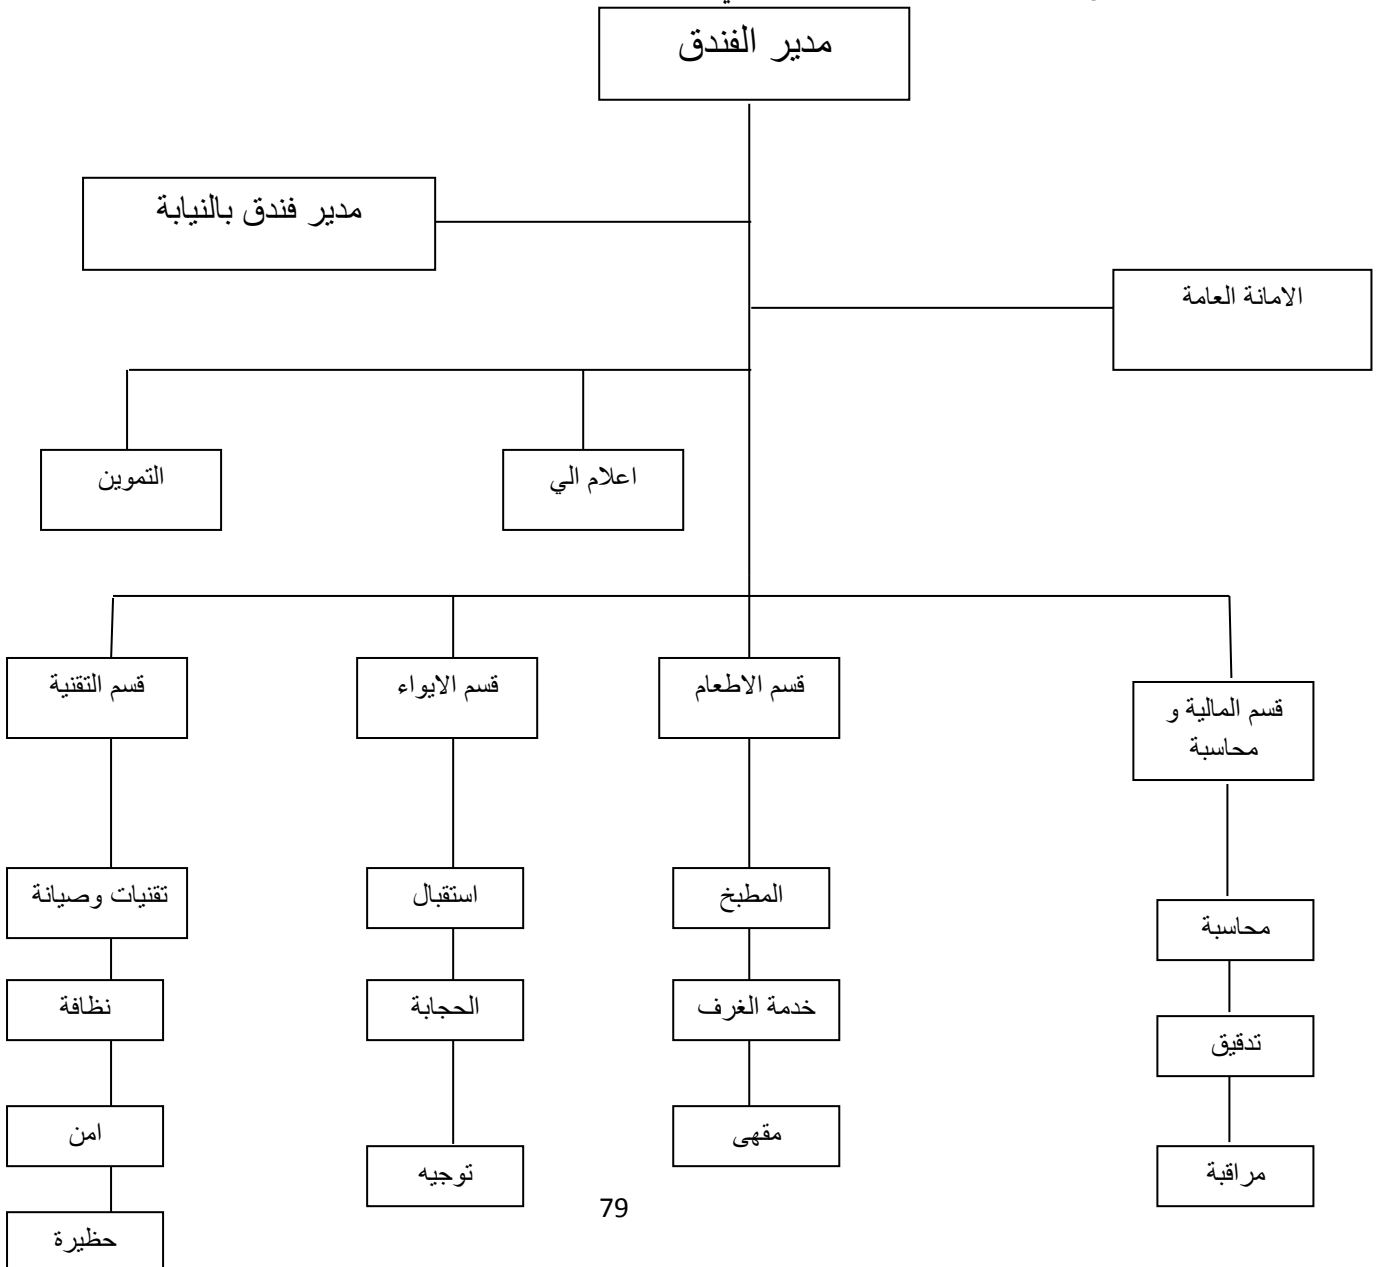 مدير الفندق
مدير فندق بالنيابة
الامانة العامة
اعلام الي
التموين
قسم المالية و
محاسبة
قسم الاطعام
قسم الايواء
قسم التقنية
محاسبة
تدقيق
مراقبة
المطبخ
خدمة الغرف
مقهى
استقبال
الحجابة
توجيه
تقنيات وصيانة
نظافة
امن
حظيرة
79